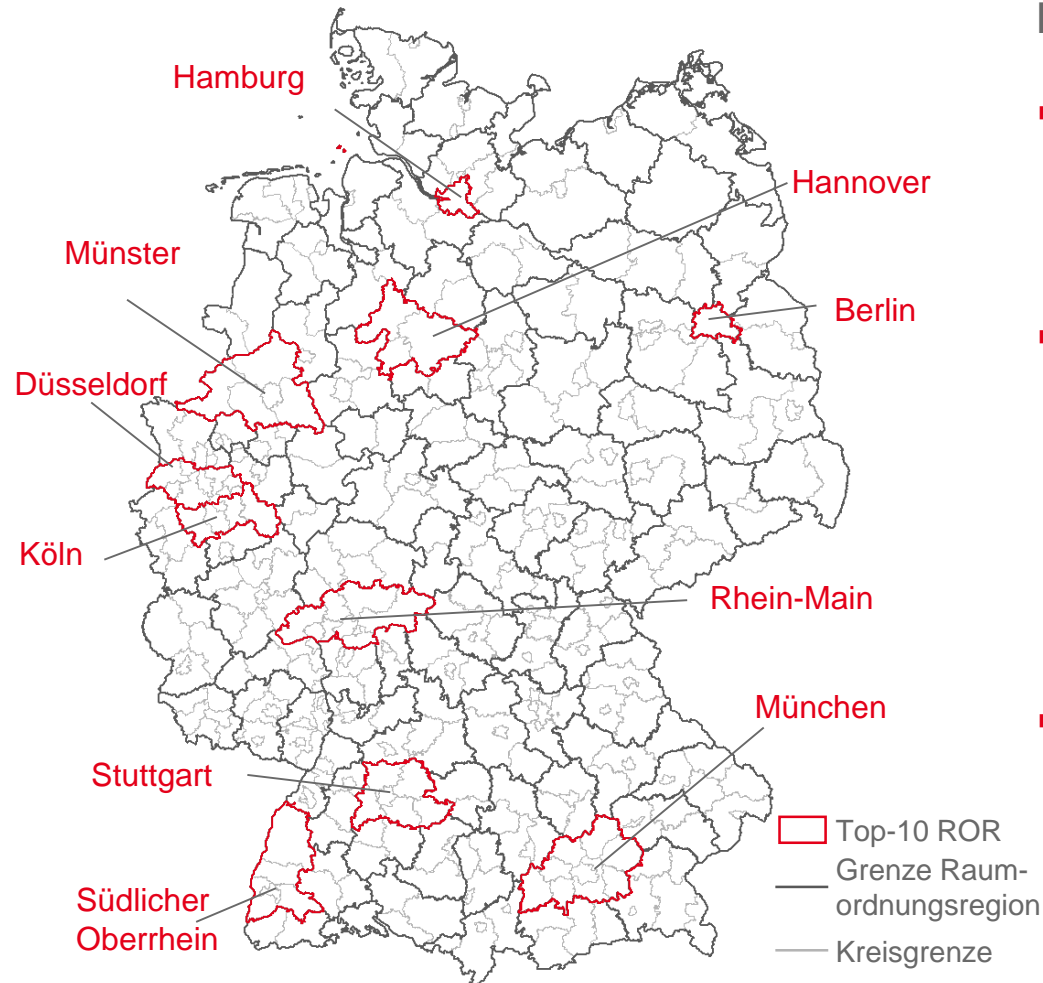 Hamburg
Hannover
Münster
Berlin
Düsseldorf
Köln
Rhein-Main
München
Stuttgart
Südlicher
Oberrhein
Top-10 ROR
Grenze Raum-
ordnungsregion
Kreisgrenze